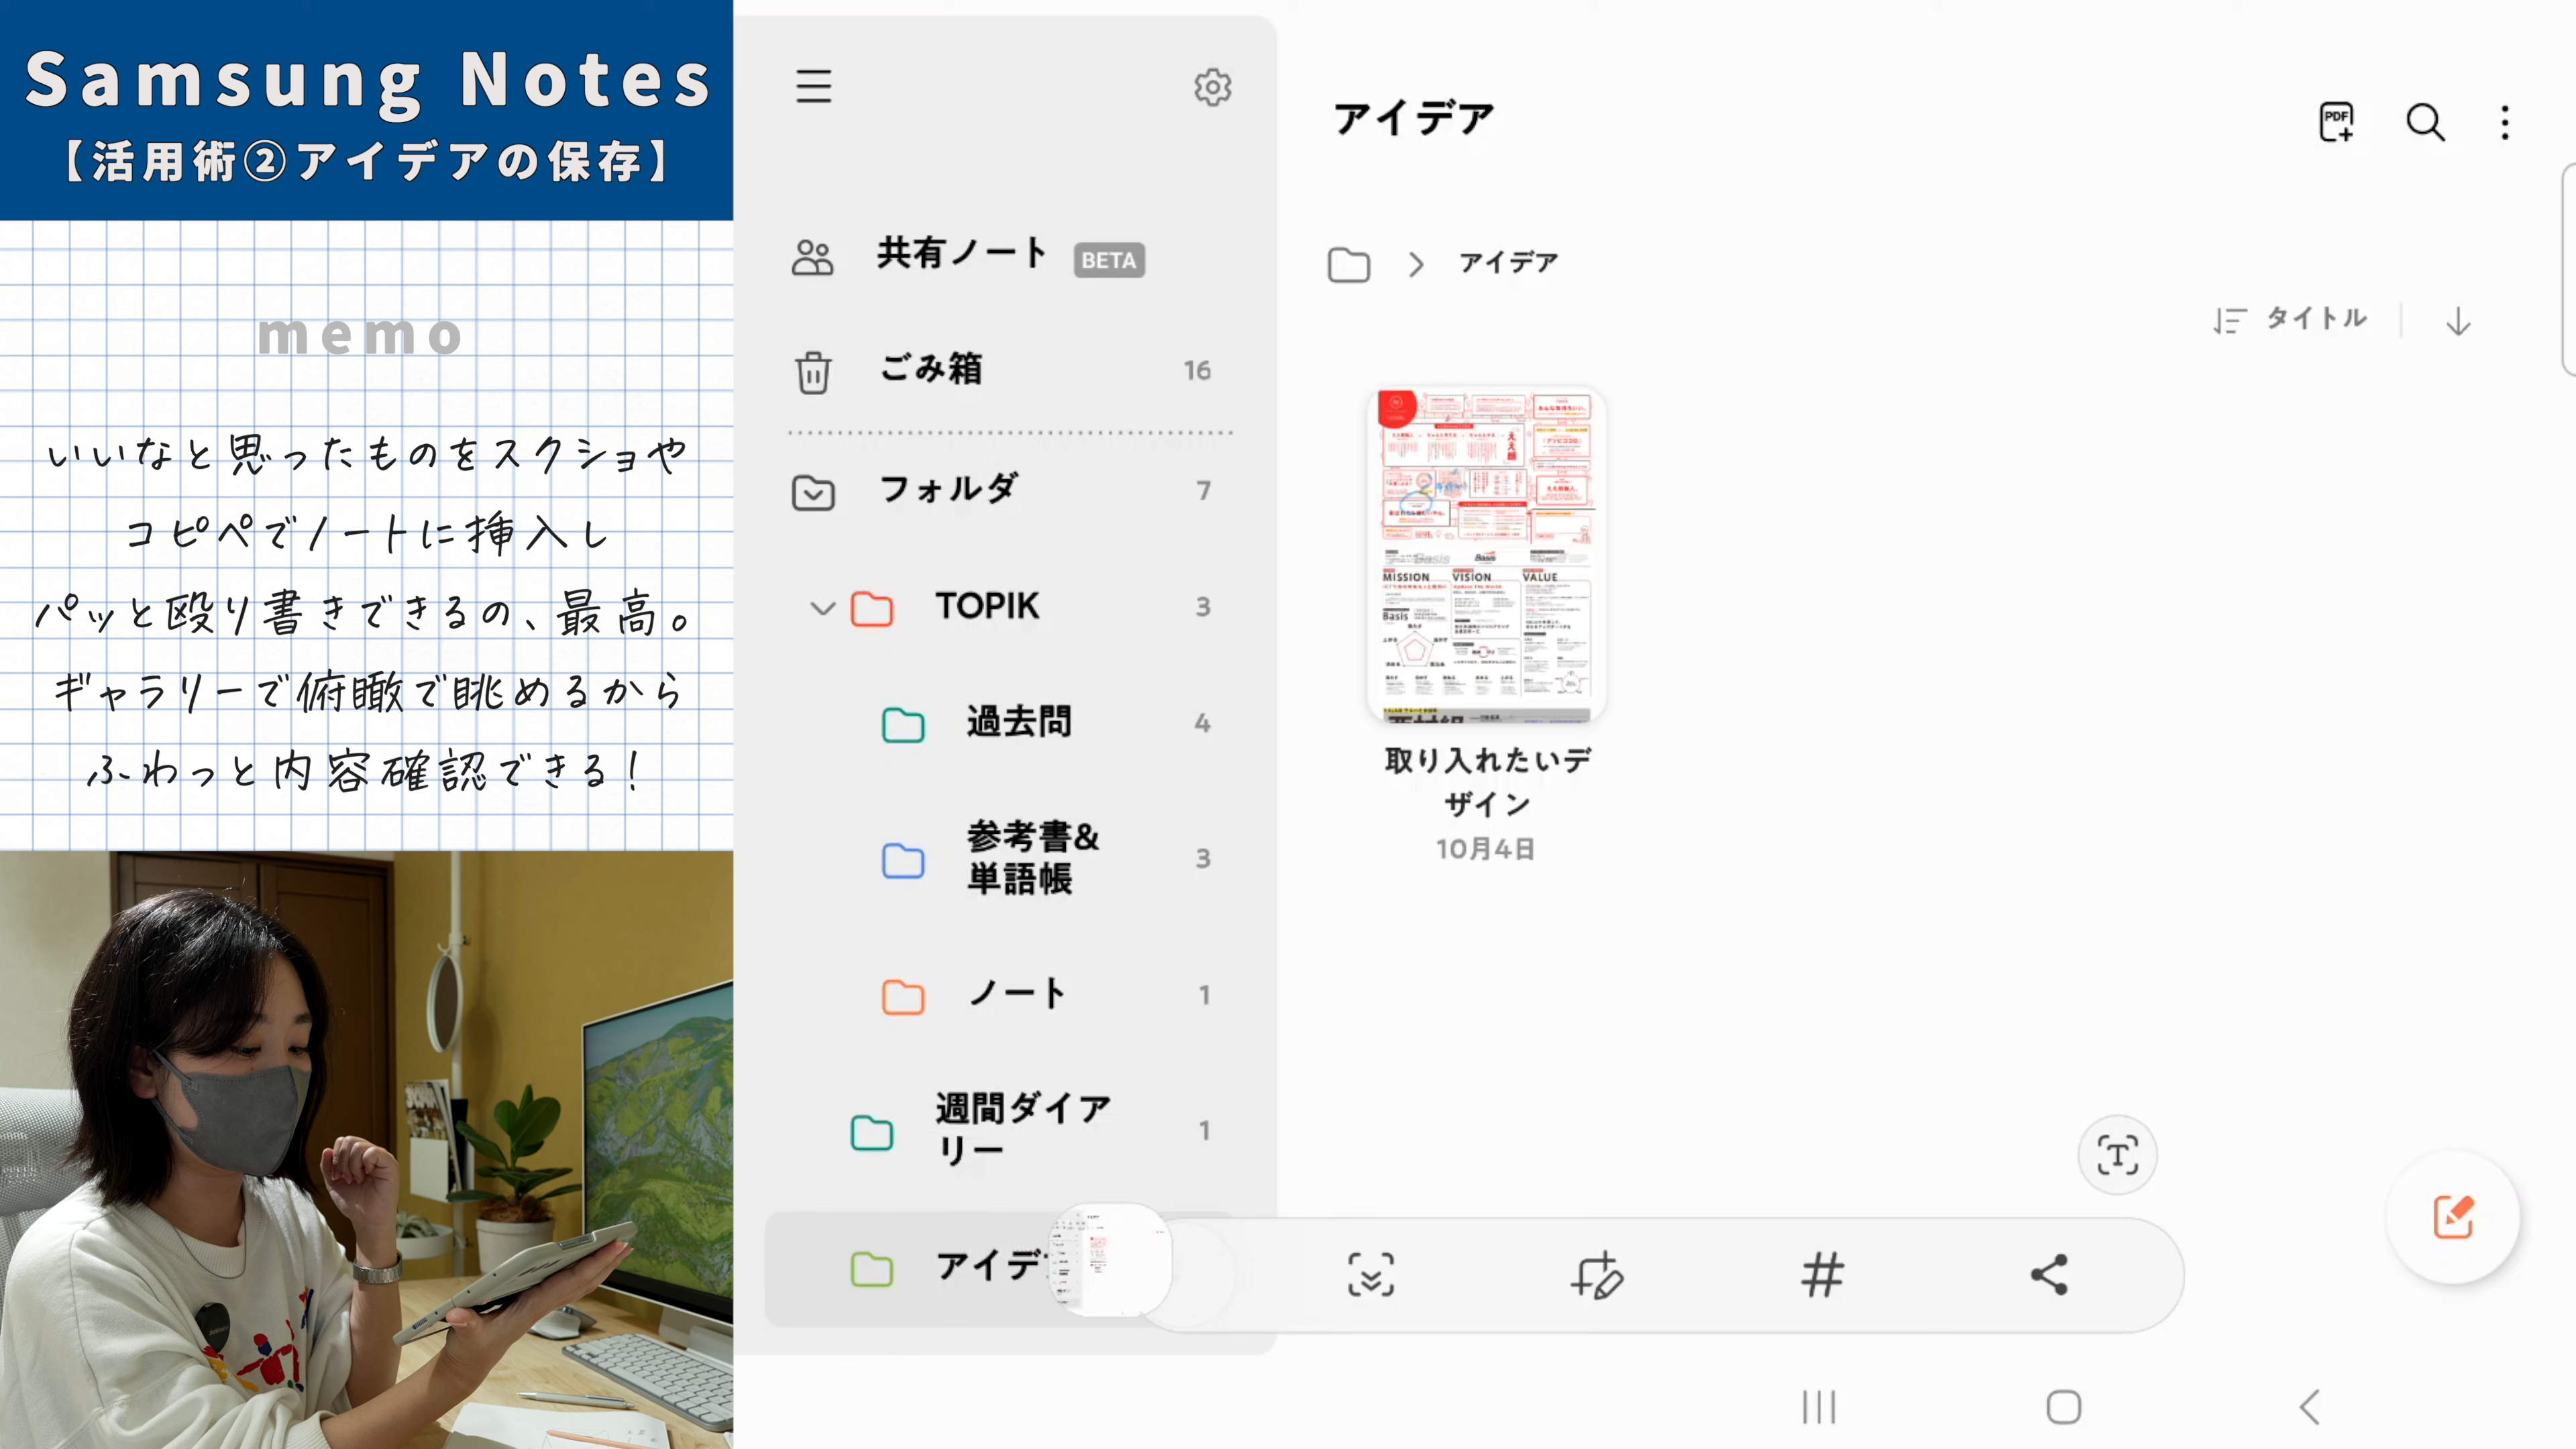 Samsung Notes
【活用術②アイデアの保存】
memo
いいなと思ったものをスクショや
コピペでノートに挿入し
パッと殴り書きできるの、最高。
ギャラリーで俯瞰で眺めるから
ふわっと内容確認できる！
共有ノート BETA
ごみ箱 16
フォルダ 7
TOPIK 3
過去問 4
参考書&
単語帳 3
ノート 1
週間ダイア
リー 1
アイデ
アイデア
PDF
アイデア
タイトル
MISSION VISION VALUE
Basis
取り入れたいデ
ザイン
10月4日
T
#